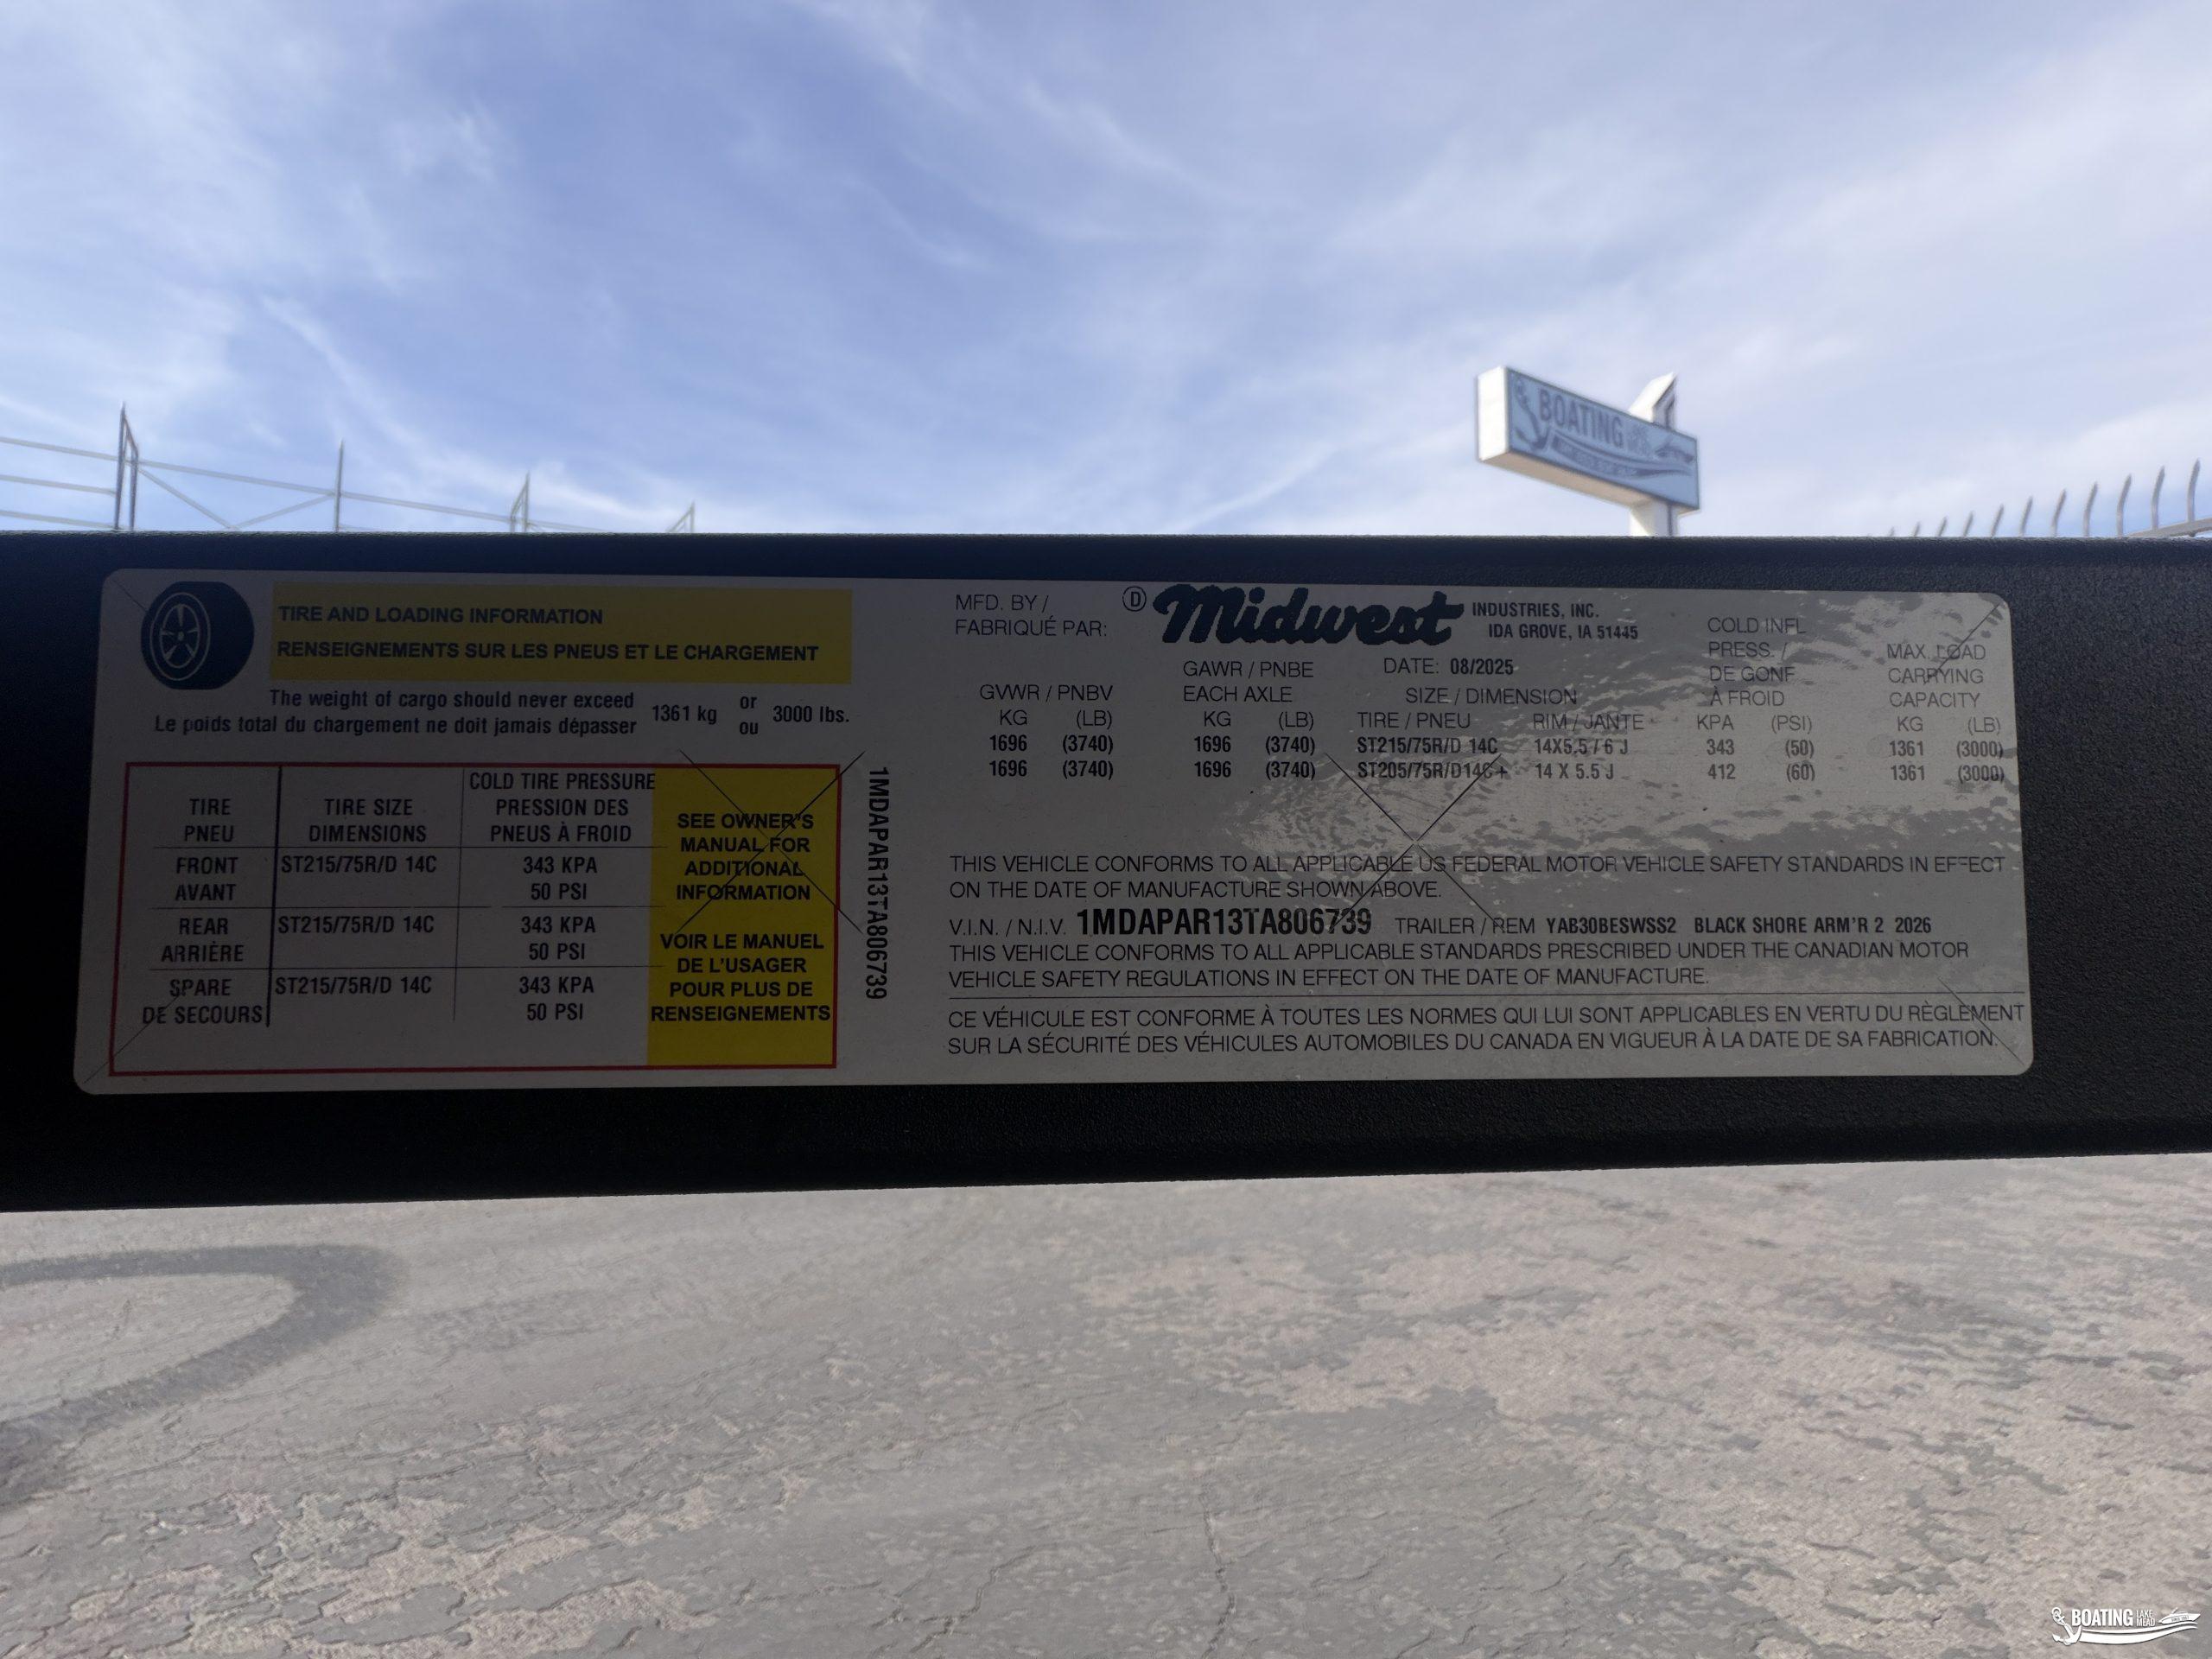 BOATING
TIRE AND LOADING INFORMATION
RENSEIGNEMENTS SUR LES PNEUS ET LE CHARGEMENT
The weight of cargo should never exceed 1361 kg or 3000 lbs.
Le poids total du chargement ne doit jamais dépasser ou
TIRE PNEU
TIRE SIZE DIMENSIONS
COLD TIRE PRESSURE
PRESSION DES
PNEUS À FROID
FRONT ST215/75R/D 14C 343 KPA
AVANT 50 PSI
REAR ST215/75R/D 14C 343 KPA
ARRIÈRE 50 PSI
SPARE ST215/75R/D 14C 343 KPA
DE SECOURS 50 PSI
SEE OWNER'S
MANUAL FOR
ADDITIONAL
INFORMATION
VOIR LE MANUEL
DE L'USAGER
POUR PLUS DE
RENSEIGNEMENTS
1MDAPAR13TA806739
MFD. BY /
FABRIQUÉ PAR:
D Midwest INDUSTRIES, INC.
IDA GROVE, IA 51445
DATE: 08/2025
GVWR / PNBV
KG (LB)
1696 (3740)
1696 (3740)
GAWR / PNBE
EACH AXLE
KG (LB)
1696 (3740)
1696 (3740)
SIZE / DIMENSION
TIRE / PNEU RIM / JANTE
ST215/75R/D 14C 14X5.5 / 6 J
ST205/75R/D14C+ 14 X 5.5 J
COLD INFL
PRESS. /
DE GONF
À FROID
KPA (PSI)
343 (50)
412 (60)
MAX. LOAD
CARRYING
CAPACITY
KG (LB)
1361 (3000)
1361 (3000)
THIS VEHICLE CONFORMS TO ALL APPLICABLE US FEDERAL MOTOR VEHICLE SAFETY STANDARDS IN EFFECT
ON THE DATE OF MANUFACTURE SHOWN ABOVE.
V.I.N. / N.I.V. 1MDAPAR13TA806739 TRAILER / REM YAB30BESWSS2 BLACK SHORE ARM'R 2 2026
THIS VEHICLE CONFORMS TO ALL APPLICABLE STANDARDS PRESCRIBED UNDER THE CANADIAN MOTOR
VEHICLE SAFETY REGULATIONS IN EFFECT ON THE DATE OF MANUFACTURE.
CE VÉHICULE EST CONFORME À TOUTES LES NORMES QUI LUI SONT APPLICABLES EN VERTU DU RÈGLEMENT
SUR LA SÉCURITÉ DES VÉHICULES AUTOMOBILES DU CANADA EN VIGUEUR À LA DATE DE SA FABRICATION.
BOATING LAKE
MEAD